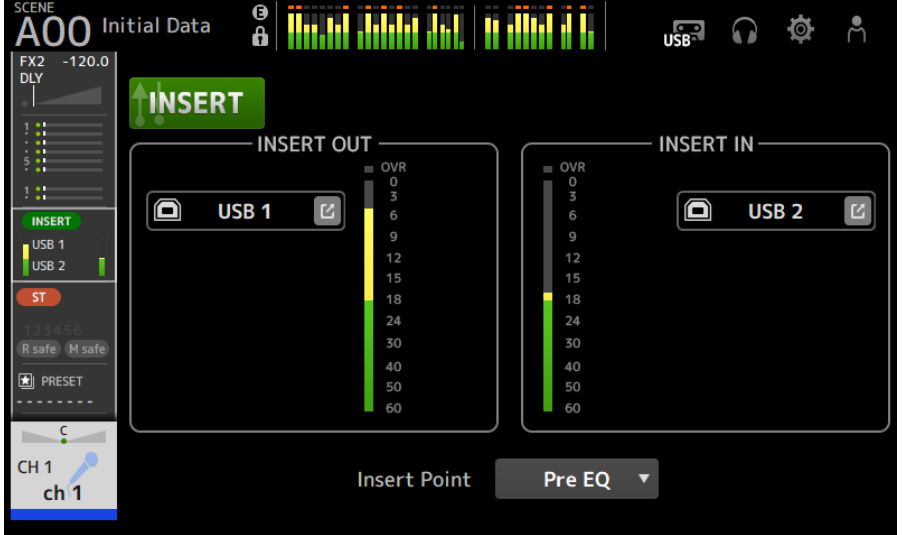 SCENE
A00 Initial Data
E
USB
FX2 -120.0
DLY
1
5
1
INSERT
USB 1
USB 2
ST
123456
R safe M safe
PRESET
--------
C
CH 1
ch 1
INSERT
INSERT OUT
USB 1
OVR
0
3
6
9
12
15
18
24
30
40
50
60
INSERT IN
OVR
0
3
6
9
12
15
18
24
30
40
50
60
USB 2
Insert Point Pre EQ